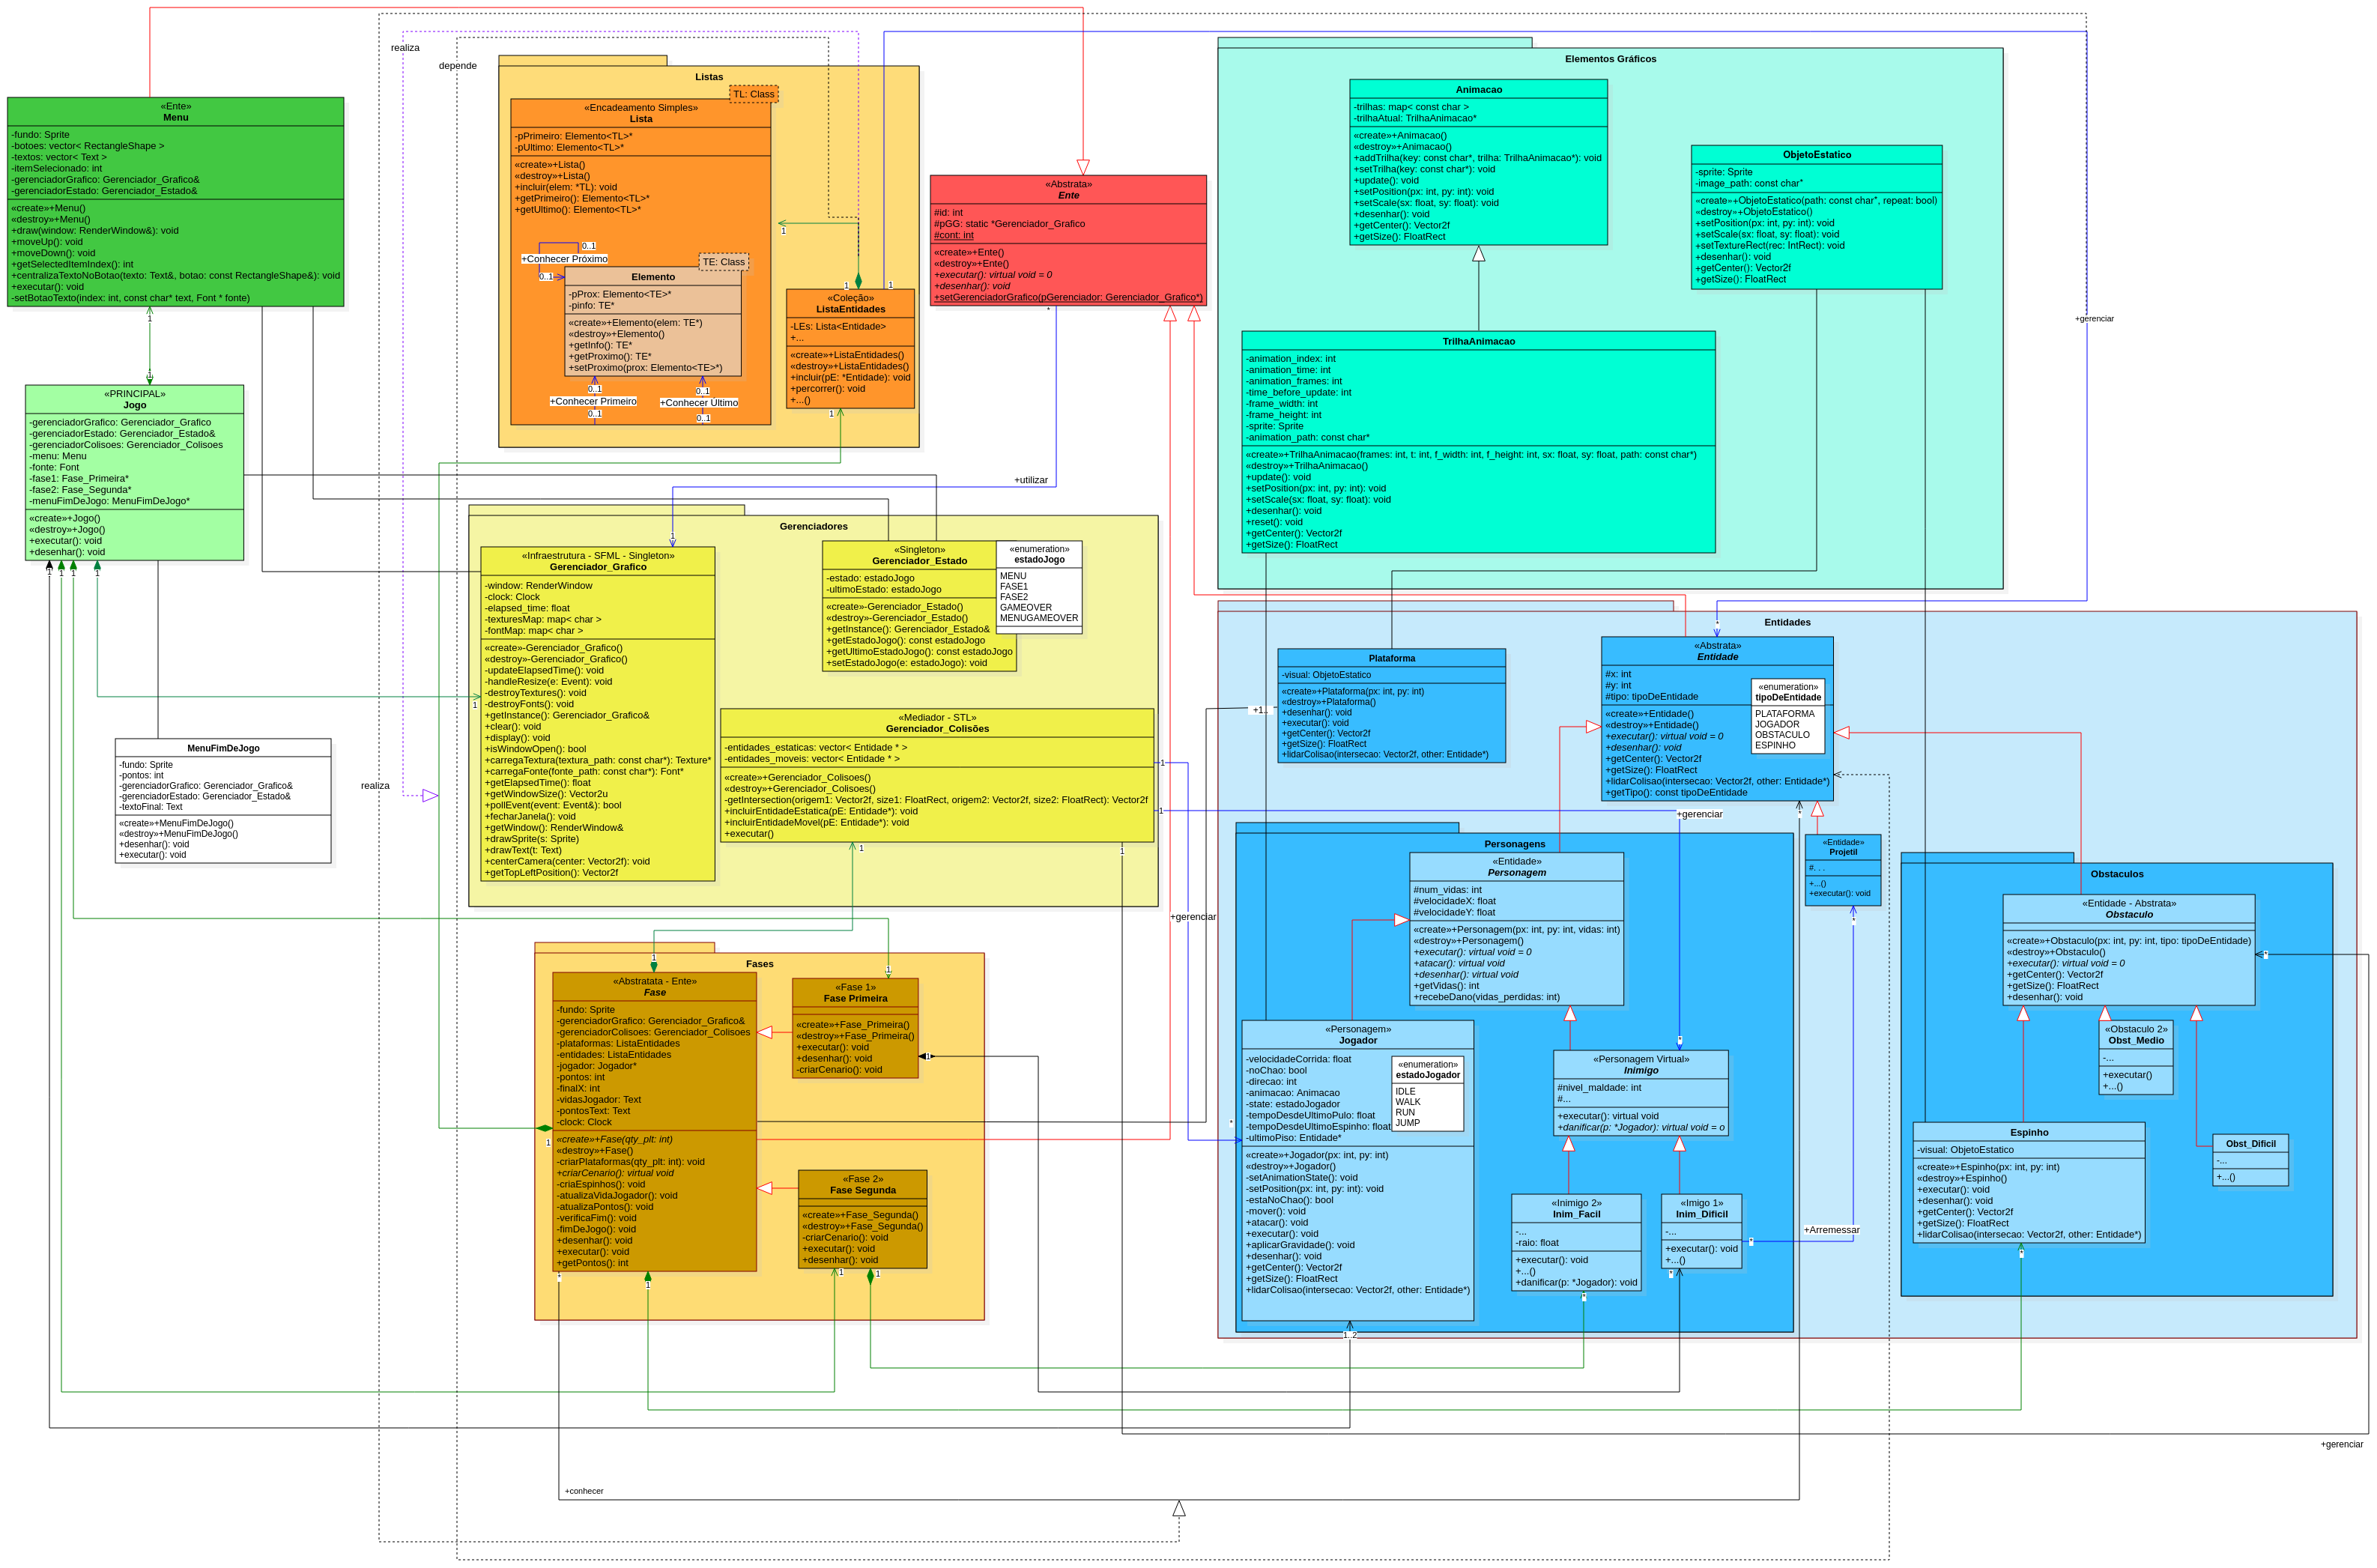 realiza
depende
«Ente»
Menu
-fundo: Sprite
-botoes: vector< RectangleShape >
-textos: vector< Text >
-itemSelecionado: int
-gerenciadorGrafico: Gerenciador_Grafico&
-gerenciadorEstado: Gerenciador_Estado&
«create»+Menu()
«destroy»+Menu()
+draw(window: RenderWindow&): void
+moveUp(): void
+moveDown(): void
+getSelectedItemIndex(): int
+centralizaTextoNoBotao(texto: Text&, botao: const RectangleShape&): void
+executar(): void
-setBotaoTexto(index: int, const char* text, Font * fonte)
1
1
«PRINCIPAL»
Jogo
-gerenciadorGrafico: Gerenciador_Grafico
-gerenciadorEstado: Gerenciador_Estado&
-gerenciadorColisoes: Gerenciador_Colisoes
-menu: Menu
-fonte: Font
-fase1: Fase_Primeira*
-fase2: Fase_Segunda*
-menuFimDeJogo: MenuFimDeJogo*
«create»+Jogo()
«destroy»+Jogo()
+executar(): void
+desenhar(): void
1
1
1
1
MenuFimDeJogo
-fundo: Sprite
-pontos: int
-gerenciadorGrafico: Gerenciador_Grafico&
-gerenciadorEstado: Gerenciador_Estado&
-textoFinal: Text
«create»+MenuFimDeJogo()
«destroy»+MenuFimDeJogo()
+desenhar(): void
+executar(): void
realiza
Listas
TL: Class
«Encadeamento Simples»
Lista
-pPrimeiro: Elemento<TL>*
-pUltimo: Elemento<TL>*
«create»+Lista()
«destroy»+Lista()
+incluir(elem: *TL): void
+getPrimeiro(): Elemento<TL>*
+getUltimo(): Elemento<TL>*
1
0..1
+Conhecer Próximo
0..1
TE: Class
Elemento
-pProx: Elemento<TE>*
-pinfo: TE*
«create»+Elemento(elem: TE*)
«destroy»+Elemento()
+getInfo(): TE*
+getProximo(): TE*
+setProximo(prox: Elemento<TE>*)
0..1
+Conhecer Primeiro
0..1
0..1
+Conhecer Último
0..1
1
1
«Coleção»
ListaEntidades
-LEs: Lista<Entidade>
+...
«create»+ListaEntidades()
«destroy»+ListaEntidades()
+incluir(pE: *Entidade): void
+percorrer(): void
+...()
1
«Abstrata»
Ente
#id: int
#pGG: static *Gerenciador_Grafico
#cont: int
«create»+Ente()
«destroy»+Ente()
+executar(): virtual void = 0
+desenhar(): void
+setGerenciadorGrafico(pGerenciador: Gerenciador_Grafico*)
*
+utilizar
1
Gerenciadores
«Infraestrutura - SFML - Singleton»
Gerenciador_Grafico
-window: RenderWindow
-clock: Clock
-elapsed_time: float
-texturesMap: map< char >
-fontMap: map< char >
«create»-Gerenciador_Grafico()
«destroy»-Gerenciador_Grafico()
-updateElapsedTime(): void
-handleResize(e: Event): void
-destroyTextures(): void
-destroyFonts(): void
+getInstance(): Gerenciador_Grafico&
+clear(): void
+display(): void
+isWindowOpen(): bool
+carregaTextura(textura_path: const char*): Texture*
+carregaFonte(fonte_path: const char*): Font*
+getElapsedTime(): float
+getWindowSize(): Vector2u
+pollEvent(event: Event&): bool
+fecharJanela(): void
+getWindow(): RenderWindow&
+drawSprite(s: Sprite)
+drawText(t: Text)
+centerCamera(center: Vector2f): void
+getTopLeftPosition(): Vector2f
1
«Singleton»
Gerenciador_Estado
-estado: estadoJogo
-ultimoEstado: estadoJogo
«create»-Gerenciador_Estado()
«destroy»-Gerenciador_Estado()
+getInstance(): Gerenciador_Estado&
+getEstadoJogo(): const estadoJogo
+getUltimoEstadoJogo(): const estadoJogo
+setEstadoJogo(e: estadoJogo): void
«enumeration»
estadoJogo
MENU
FASE1
FASE2
GAMEOVER
MENUGAMEOVER
«Mediador - STL»
Gerenciador_Colisões
-entidades_estaticas: vector< Entidade * >
-entidades_moveis: vector< Entidade * >
«create»+Gerenciador_Colisoes()
«destroy»+Gerenciador_Colisoes()
-getIntersection(origem1: Vector2f, size1: FloatRect, origem2: Vector2f, size2: FloatRect): Vector2f
+incluirEntidadeEstatica(pE: Entidade*): void
+incluirEntidadeMovel(pE: Entidade*): void
+executar()
1
1
1
1
+gerenciar
+gerenciar
Fases
1
«Abstratata - Ente»
Fase
-fundo: Sprite
-gerenciadorGrafico: Gerenciador_Grafico&
-gerenciadorColisoes: Gerenciador_Colisoes
-plataformas: ListaEntidades
-entidades: ListaEntidades
-jogador: Jogador*
-pontos: int
-finalX: int
-vidasJogador: Text
-pontosText: Text
-clock: Clock
«create»+Fase(qty_plt: int)
«destroy»+Fase()
-criarPlataformas(qty_plt: int): void
+criarCenario(): virtual void
-criaEspinhos(): void
-atualizaVidaJogador(): void
-atualizaPontos(): void
-verificaFim(): void
-fimDeJogo(): void
+desenhar(): void
+executar(): void
+getPontos(): int
1
*
1
1
«Fase 1»
Fase Primeira
«create»+Fase_Primeira()
«destroy»+Fase_Primeira()
+executar(): void
+desenhar(): void
-criarCenario(): void
1
«Fase 2»
Fase Segunda
«create»+Fase_Segunda()
«destroy»+Fase_Segunda()
-criarCenario(): void
+executar(): void
+desenhar(): void
1
1
+conhecer
Elementos Gráficos
Animacao
-trilhas: map< const char >
-trilhaAtual: TrilhaAnimacao*
«create»+Animacao()
«destroy»+Animacao()
+addTrilha(key: const char*, trilha: TrilhaAnimacao*): void
+setTrilha(key: const char*): void
+update(): void
+setPosition(px: int, py: int): void
+setScale(sx: float, sy: float): void
+desenhar(): void
+getCenter(): Vector2f
+getSize(): FloatRect
ObjetoEstatico
-sprite: Sprite
-image_path: const char*
«create»+ObjetoEstatico(path: const char*, repeat: bool)
«destroy»+ObjetoEstatico()
+setPosition(px: int, py: int): void
+setScale(sx: float, sy: float): void
+setTextureRect(rec: IntRect): void
+desenhar(): void
+getCenter(): Vector2f
+getSize(): FloatRect
+gerenciar
TrilhaAnimacao
-animation_index: int
-animation_time: int
-animation_frames: int
-time_before_update: int
-frame_width: int
-frame_height: int
-sprite: Sprite
-animation_path: const char*
«create»+TrilhaAnimacao(frames: int, t: int, f_width: int, f_height: int, sx: float, sy: float, path: const char*)
«destroy»+TrilhaAnimacao()
+update(): void
+setPosition(px: int, py: int): void
+setScale(sx: float, sy: float): void
+desenhar(): void
+reset(): void
+getCenter(): Vector2f
+getSize(): FloatRect
Entidades
+1..
Plataforma
-visual: ObjetoEstatico
«create»+Plataforma(px: int, py: int)
«destroy»+Plataforma()
+desenhar(): void
+executar(): void
+getCenter(): Vector2f
+getSize(): FloatRect
+lidarColisao(intersecao: Vector2f, other: Entidade*)
*
«Abstrata»
Entidade
#x: int
#y: int
#tipo: tipoDeEntidade
«create»+Entidade()
«destroy»+Entidade()
+executar(): virtual void = 0
+desenhar(): void
+getCenter(): Vector2f
+getSize(): FloatRect
+lidarColisao(intersecao: Vector2f, other: Entidade*)
+getTipo(): const tipoDeEntidade
«enumeration»
tipoDeEntidade
PLATAFORMA
JOGADOR
OBSTACULO
ESPINHO
*
«Entidade»
Projetil
#. . .
+...()
+executar(): void
*
Personagens
«Entidade»
Personagem
#num_vidas: int
#velocidadeX: float
#velocidadeY: float
«create»+Personagem(px: int, py: int, vidas: int)
«destroy»+Personagem()
+executar(): virtual void = 0
+atacar(): virtual void
+desenhar(): virtual void
+getVidas(): int
+recebeDano(vidas_perdidas: int)
*
«Personagem»
Jogador
-velocidadeCorrida: float
-noChao: bool
-direcao: int
-animacao: Animacao
-state: estadoJogador
-tempoDesdeUltimoPulo: float
-tempoDesdeUltimoEspinho: float
-ultimoPiso: Entidade*
«create»+Jogador(px: int, py: int)
«destroy»+Jogador()
-setAnimationState(): void
-setPosition(px: int, py: int): void
-estaNoChao(): bool
-mover(): void
+atacar(): void
+executar(): void
+aplicarGravidade(): void
+desenhar(): void
+getCenter(): Vector2f
+getSize(): FloatRect
+lidarColisao(intersecao: Vector2f, other: Entidade*)
1..2
«enumeration»
estadoJogador
IDLE
WALK
RUN
JUMP
*
«Personagem Virtual»
Inimigo
#nivel_maldade: int
#...
+executar(): virtual void
+danificar(p: *Jogador): virtual void = o
«Inimigo 2»
Inim_Facil
-...
-raio: float
+executar(): void
+...()
+danificar(p: *Jogador): void
*
«Imigo 1»
Inim_Dificil
-...
+executar(): void
+...()
*
*
+Arremessar
Obstaculos
«Entidade - Abstrata»
Obstaculo
«create»+Obstaculo(px: int, py: int, tipo: tipoDeEntidade)
«destroy»+Obstaculo()
+executar(): virtual void = 0
+getCenter(): Vector2f
+getSize(): FloatRect
+desenhar(): void
*
«Obstaculo 2»
Obst_Medio
-...
+executar()
+...()
Espinho
-visual: ObjetoEstatico
«create»+Espinho(px: int, py: int)
«destroy»+Espinho()
+executar(): void
+desenhar(): void
+getCenter(): Vector2f
+getSize(): FloatRect
+lidarColisao(intersecao: Vector2f, other: Entidade*)
*
Obst_Dificil
-...
+...()
+gerenciar